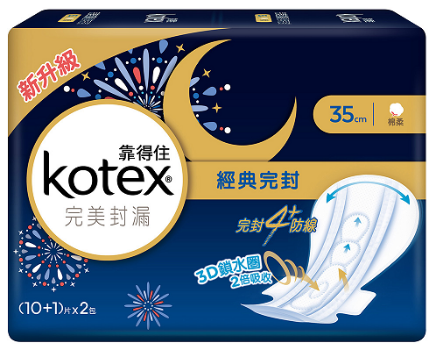 新升級
35cm
棉柔
靠得住
kotex®
完美封漏
經典完封
完封4+防線
3D鎖水圈
2倍吸收
(10+1)片x2包